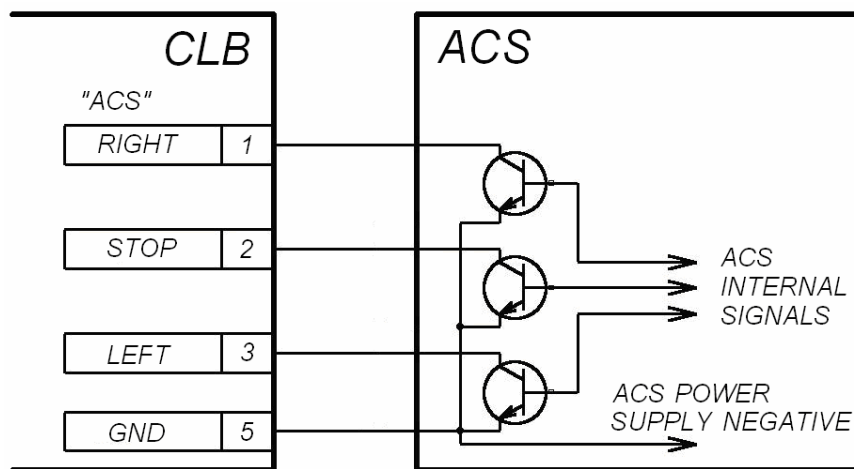 CLB
ACS
"ACS"
RIGHT 1
STOP 2
LEFT 3
GND 5
ACS
INTERNAL
SIGNALS
ACS POWER
SUPPLY NEGATIVE